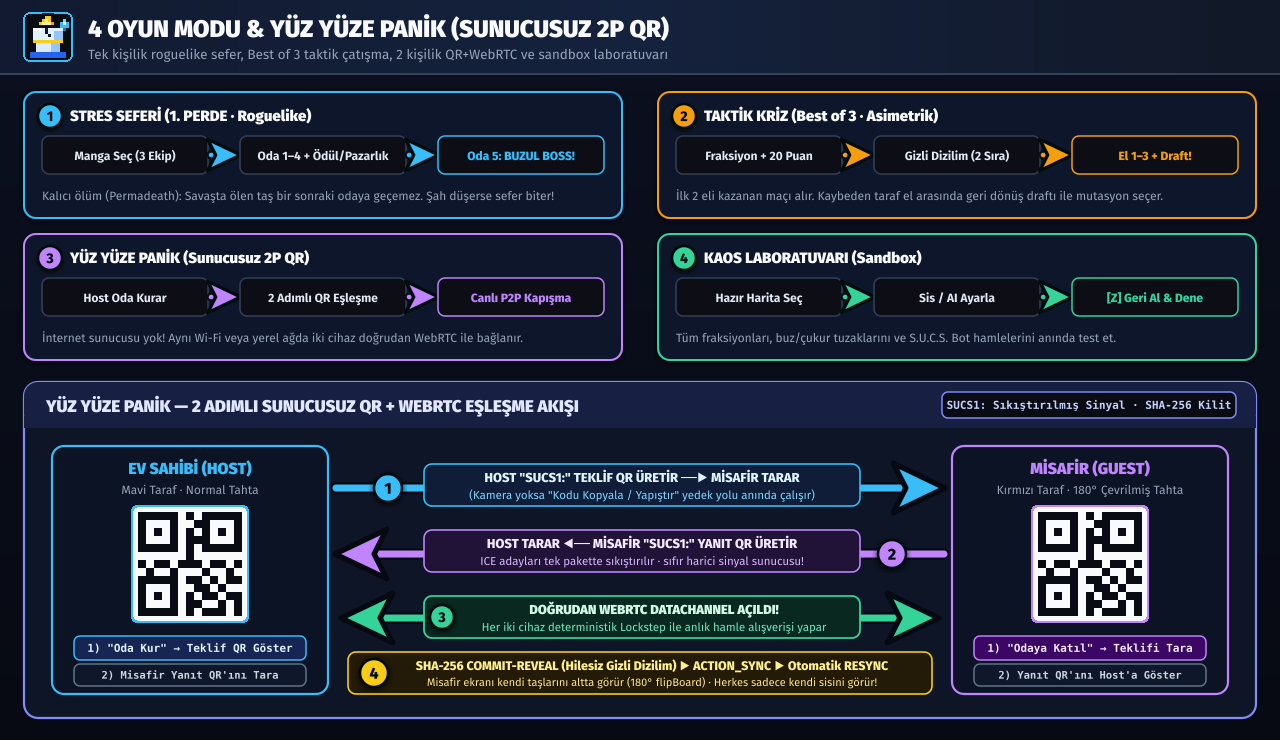 4 OYUN MODU & YÜZ YÜZE PANİK (SUNUCUSUZ 2P QR)
Tek kişilik roguelike sefer, Best of 3 taktik çatışma, 2 kişilik QR+WebRTC ve sandbox laboratuvarı
1 STRES SEFERİ (1. PERDE · Roguelike)
Manga Seç (3 Ekip)
Oda 1–4 + Ödül/Pazarlık
Oda 5: BUZUL BOSS!
Kalıcı ölüm (Permadeath): Savaşta ölen taş bir sonraki odaya geçemez. Şah düşerse sefer biter!
2 TAKTİK KRİZ (Best of 3 · Asimetrik)
Fraksiyon + 20 Puan
Gizli Dizilim (2 Sıra)
El 1–3 + Draft!
İlk 2 eli kazanan maçı alır. Kaybeden taraf el arasında geri dönüş draftı ile mutasyon seçer.
3 YÜZ YÜZE PANİK (Sunucusuz 2P QR)
Host Oda Kurar
2 Adımlı QR Eşleşme
Canlı P2P Kapışma
İnternet sunucusu yok! Aynı Wi-Fi veya yerel ağda iki cihaz doğrudan WebRTC ile bağlanır.
4 KAOS LABORATUVARI (Sandbox)
Hazır Harita Seç
Sis / AI Ayarla
[Z] Geri Al & Dene
Tüm fraksiyonları, buz/çukur tuzaklarını ve S.U.C.S. Bot hamlelerini anında test et.
YÜZ YÜZE PANİK — 2 ADIMLI SUNUCUSUZ QR + WEBRTC EŞLEŞME AKIŞI
SUCS1: Sıkıştırılmış Sinyal · SHA-256 Kilit
EV SAHİBİ (HOST)
Mavi Taraf · Normal Tahta
1) "Oda Kur" → Teklif QR Göster
2) Misafir Yanıt QR'ını Tara
1
HOST "SUCS1:" TEKLİF QR ÜRETİR ──▶ MİSAFİR TARAR
(Kamera yoksa "Kodu Kopyala / Yapıştır" yedek yolu anında çalışır)
HOST TARAR ◀── MİSAFİR "SUCS1:" YANIT QR ÜRETİR
ICE adayları tek pakette sıkıştırılır · sıfır harici sinyal sunucusu!
2
3
DOĞRUDAN WEBRTC DATACHANNEL AÇILDI!
Her iki cihaz deterministik Lockstep ile anlık hamle alışverişi yapar
4
SHA-256 COMMIT-REVEAL (Hilesiz Gizli Dizilim) ▶ ACTION_SYNC ▶ Otomatik RESYNC
Misafir ekranı kendi taşlarını altta görür (180° flipBoard) · Herkes sadece kendi sisini görür!
MİSAFİR (GUEST)
Kırmızı Taraf · 180° Çevrilmiş Tahta
1) "Odaya Katıl" → Teklifi Tara
2) Yanıt QR'ını Host'a Göster